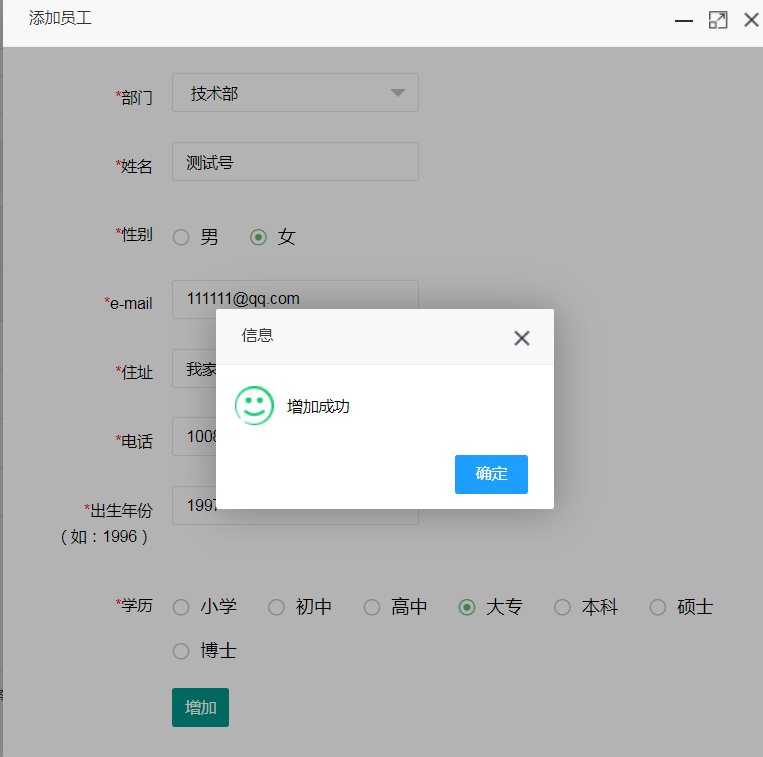 添加员工
*部门 技术部
*姓名 测试号
*性别 男 女
*e-mail 111111@qq.com
信息
*住址 我家
增加成功
*电话 1008
确定
*出生年份 1997
（如：1996）
*学历 小学 初中 高中 大专 本科 硕士
博士
增加